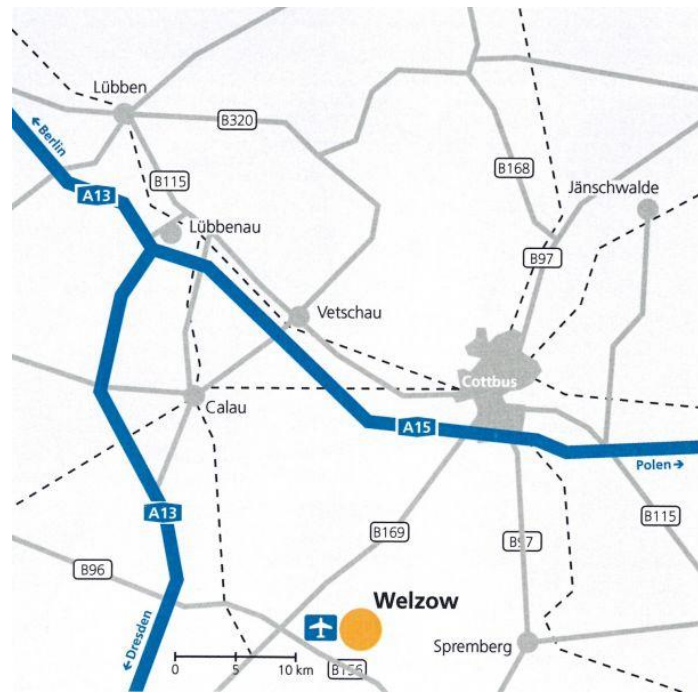 Lübben
B320
←Berlin
B168
B115
Jänschwalde
A13
Lübbenau
B97
Vetschau
Cottbus
Calau
A15
Polen→
A13
B169
B97
B115
B96
Welzow
←Dresden
Spremberg
0 5 10 km
B156